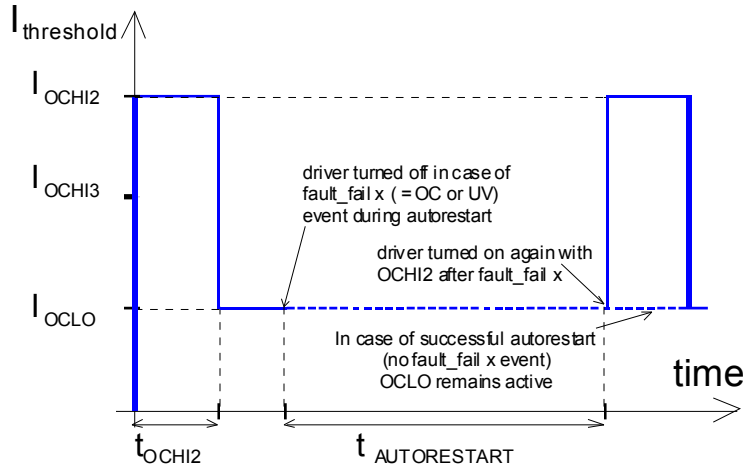 I threshold
I OCHI2
I OCHI3
driver turned off in case of
fault_fail x ( = OC or UV)
event during autorestart
driver turned on again with
OCHI2 after fault_fail x
I OCLO
In case of successful autorestart
(no fault_fail x event)
OCLO remains active
time
t OCHI2
t AUTORESTART